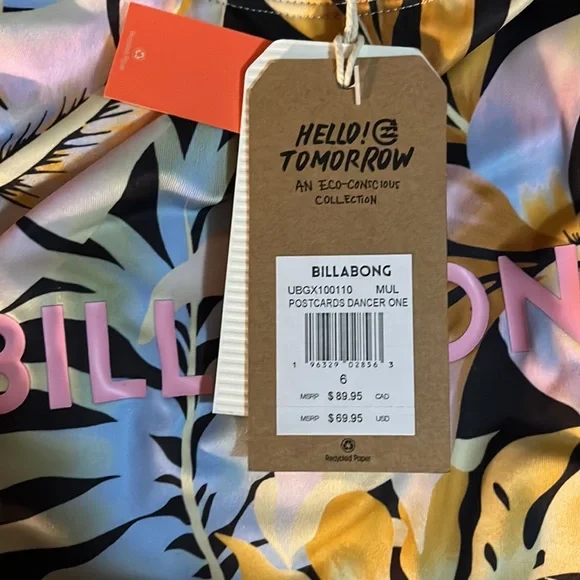 HELLO!
TOMORROW
AN ECO-CONSCIOUS
COLLECTION
BILLABONG
UBGX100110 MUL
POSTCARDS DANCER ONE
1 96329 02856 3
6
MSRP $89.95 CAD
MSRP $69.95 USD
Recycled Paper
BILL ON